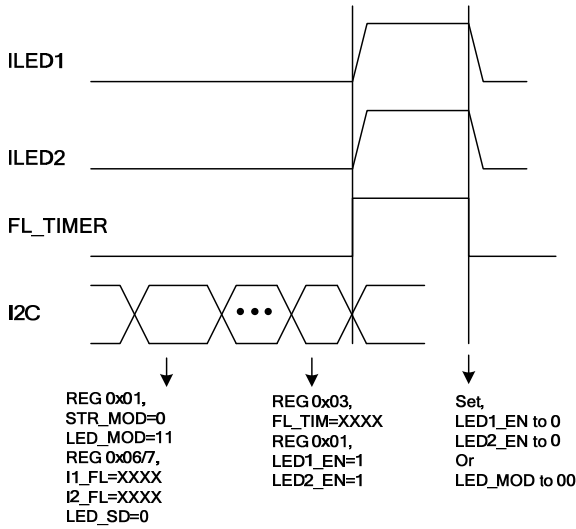 ILED1
ILED2
FL_TIMER
I2C
REG 0x01,
STR_MOD=0
LED_MOD=11
REG 0x06/7,
I1_FL=XXXX
I2_FL=XXXX
LED_SD=0
REG 0x03,
FL_TIM=XXXX
REG 0x01,
LED1_EN=1
LED2_EN=1
Set,
LED1_EN to 0
LED2_EN to 0
Or
LED_MOD to 00